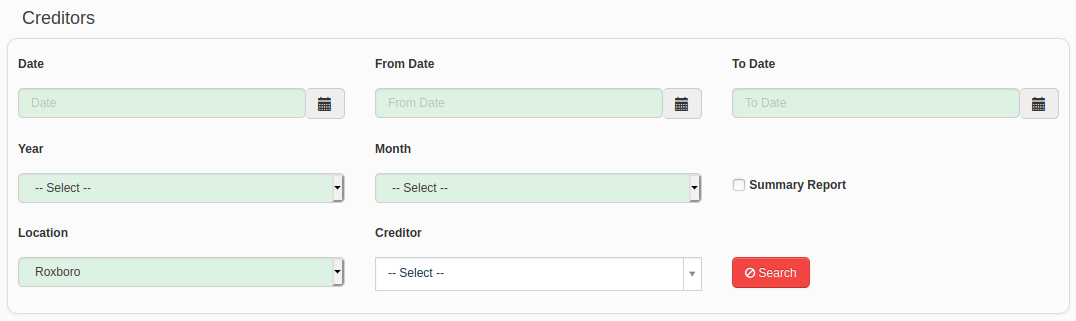 Creditors
Date From Date To Date
Date From Date To Date
Year Month
-- Select -- -- Select -- Summary Report
Location Creditor
Roxboro -- Select -- Search